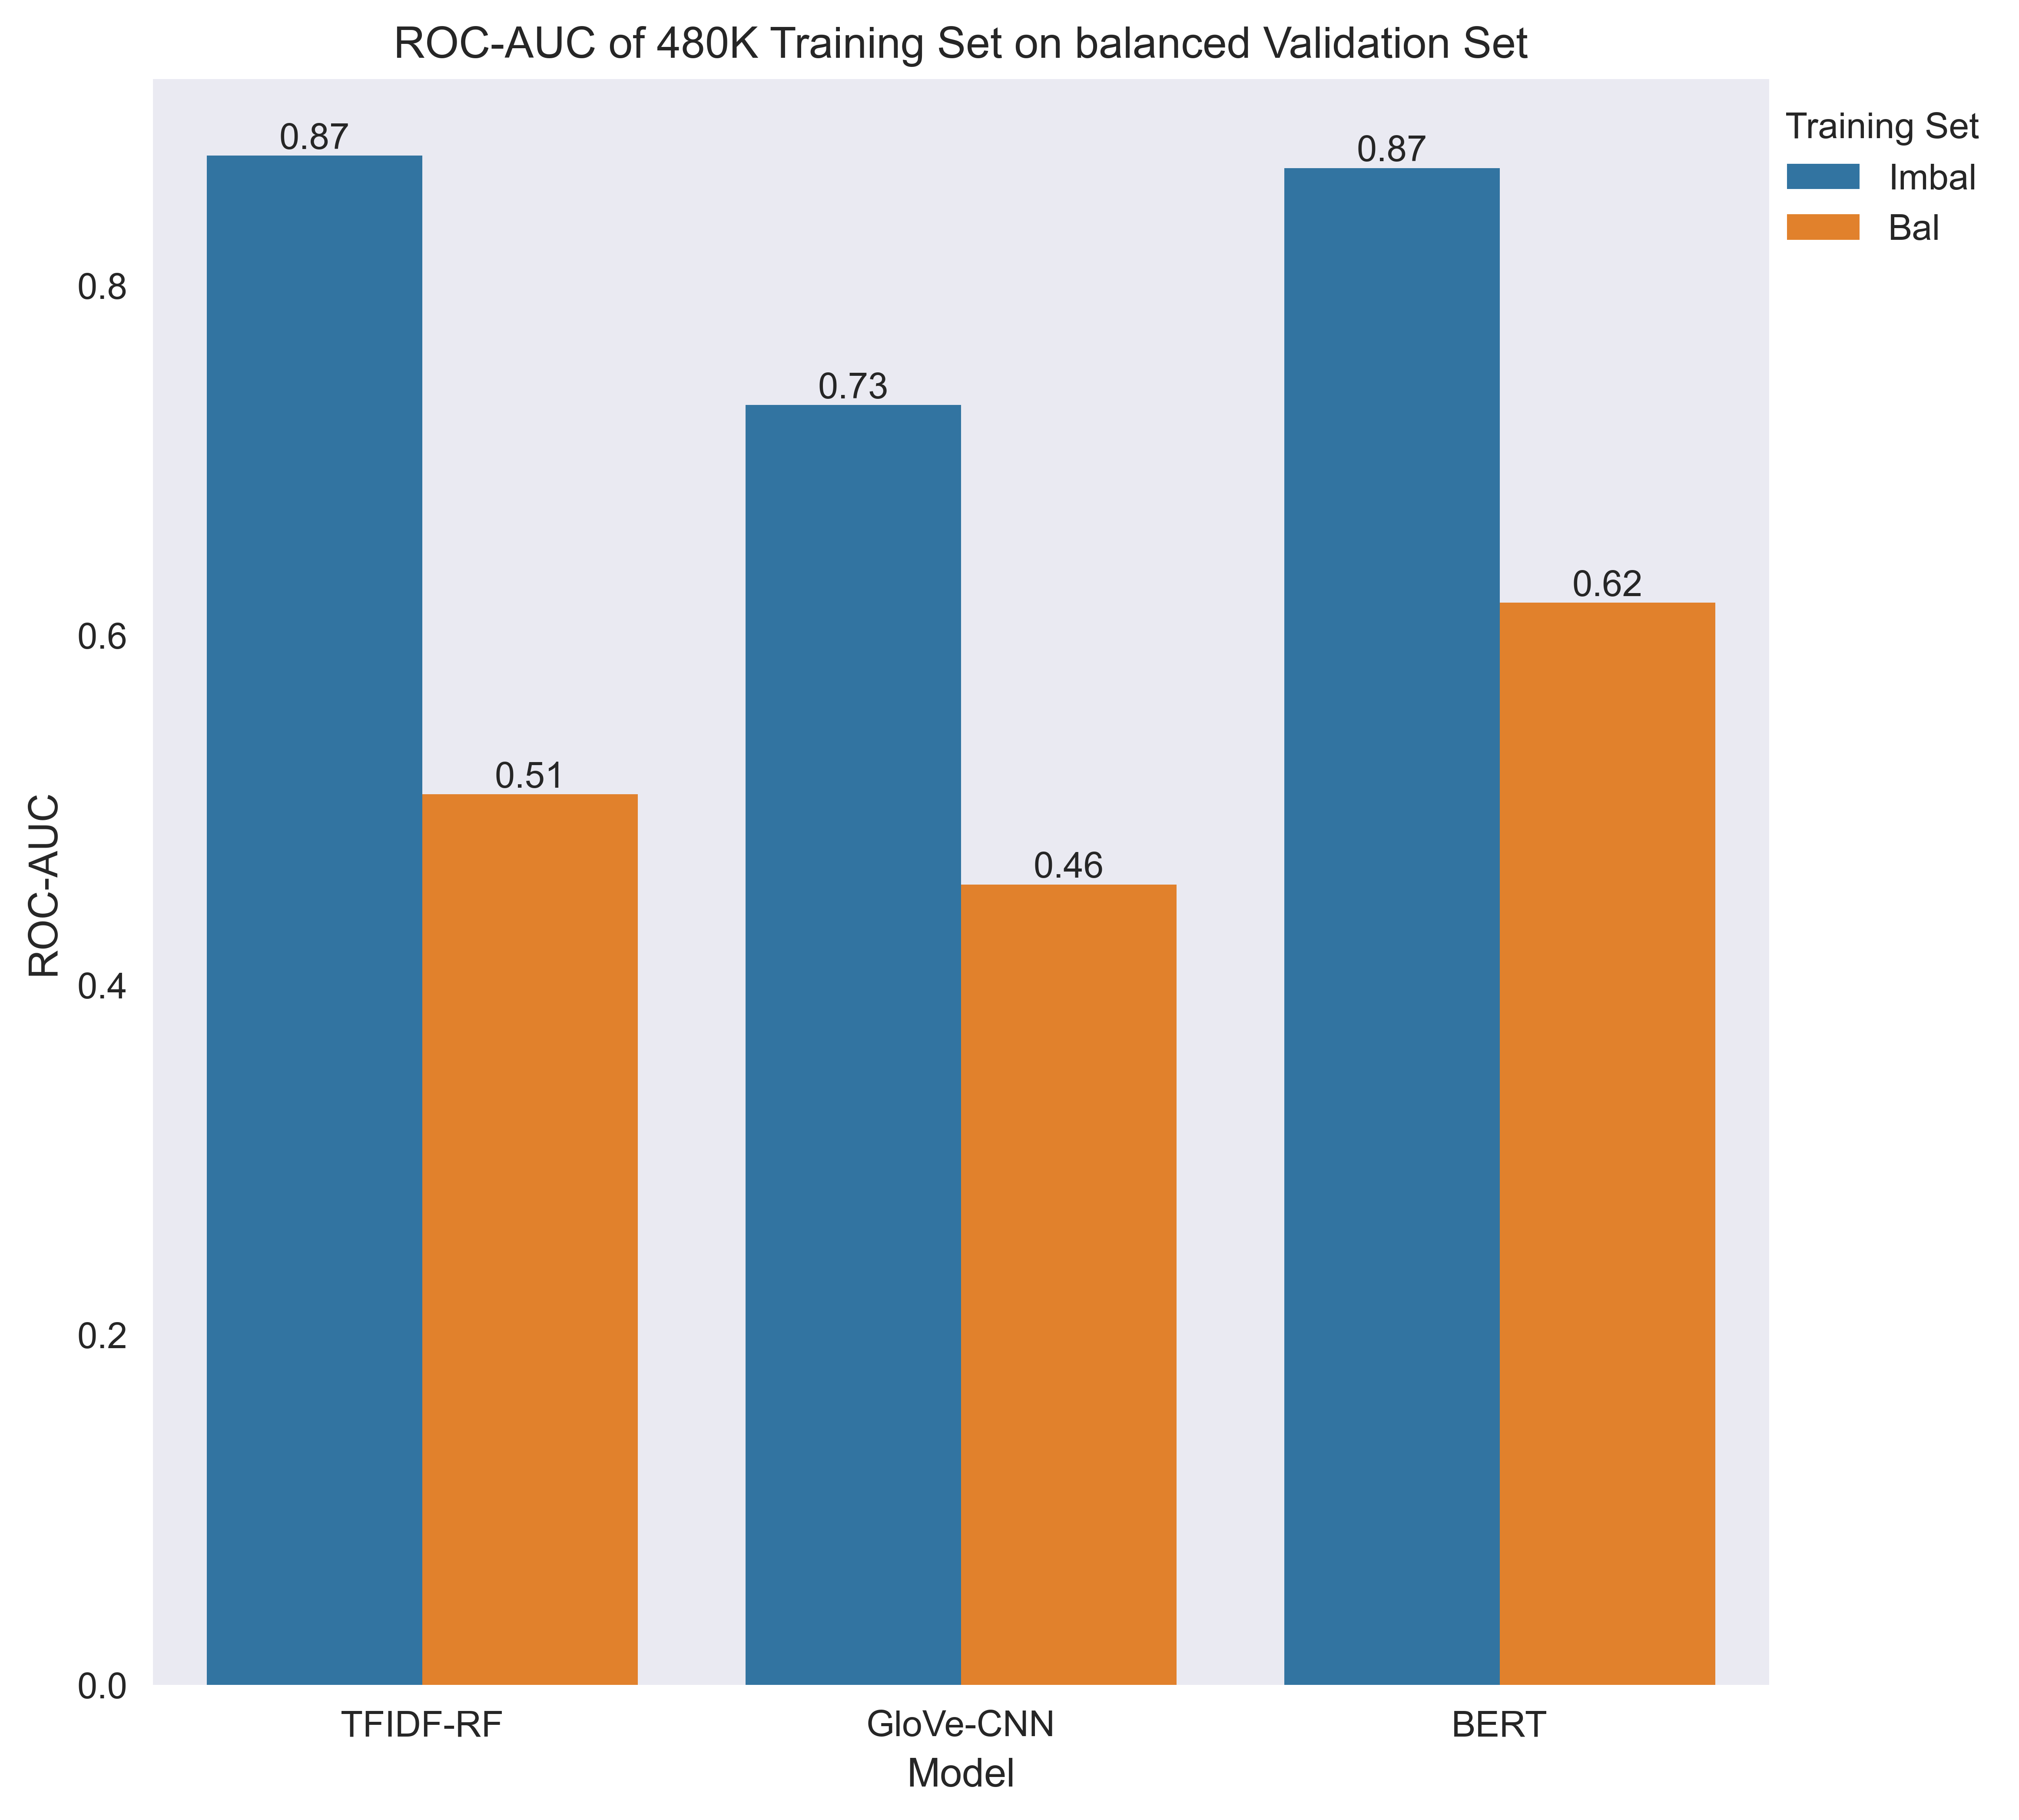 ROC-AUC of 480K Training Set on balanced Validation Set
Training Set
Imbal
Bal
0.87
0.73
0.87
0.51
0.46
0.62
ROC-AUC
0.8
0.6
0.4
0.2
0.0
TFIDF-RF
GloVe-CNN
BERT
Model